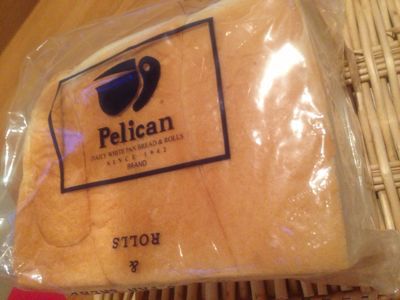 Pelican
DAILY WHITE PAN BREAD & ROLLS
SINCE 1942
BRAND
& 
ROLLS